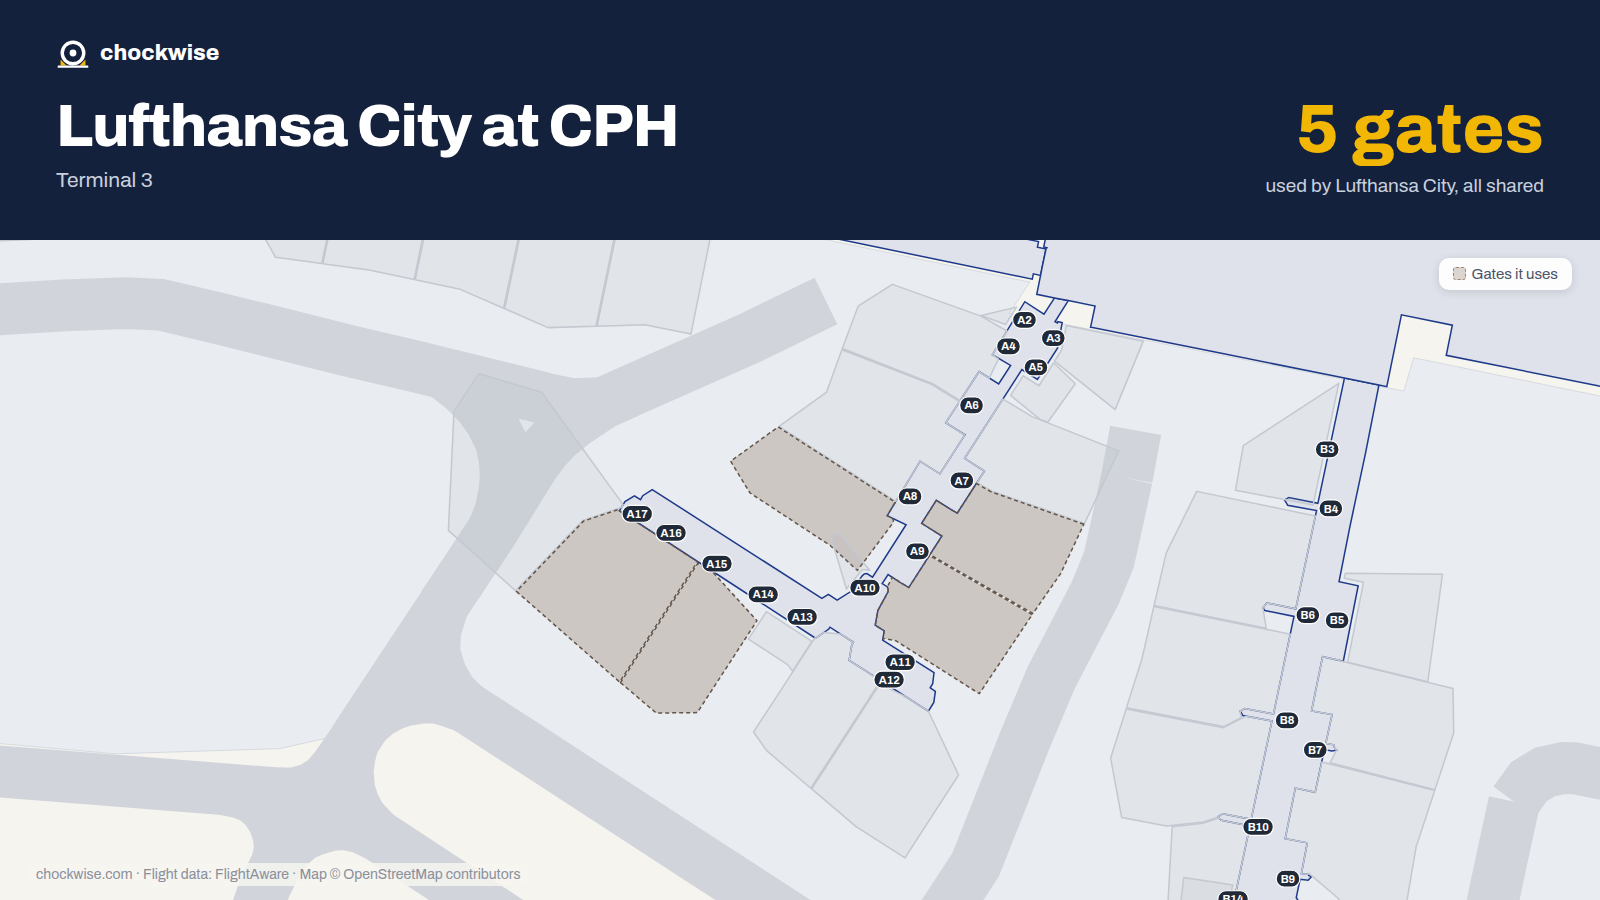 chockwise
Lufthansa City at CPH
Terminal 3
5 gates
used by Lufthansa City, all shared
Gates it uses
A2
A3
A4
A5
A6
A7
A8
A17
A16
A9
A15
A10
A14
A13
A11
A12
B3
B4
B6
B5
B8
B7
B10
B9
B14
chockwise.com · Flight data: FlightAware · Map © OpenStreetMap contributors